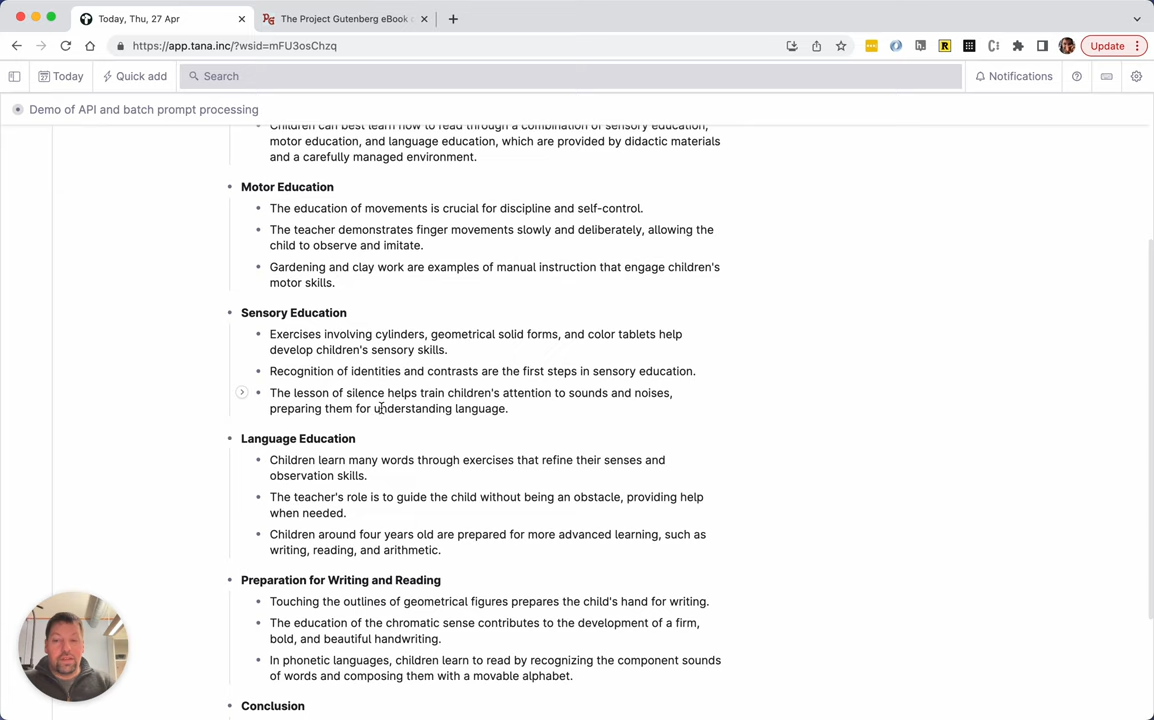 Today, Thu, 27 Apr
The Project Gutenberg eBook
https://app.tana.inc/?wsid=mFU3osChzq
Update
Today
Quick add
Search
Notifications
Demo of API and batch prompt processing
Children can best learn how to read through a combination of sensory education,
motor education, and language education, which are provided by didactic materials
and a carefully managed environment.
Motor Education
The education of movements is crucial for discipline and self-control.
The teacher demonstrates finger movements slowly and deliberately, allowing the
child to observe and imitate.
Gardening and clay work are examples of manual instruction that engage children's
motor skills.
Sensory Education
Exercises involving cylinders, geometrical solid forms, and color tablets help
develop children's sensory skills.
Recognition of identities and contrasts are the first steps in sensory education.
The lesson of silence helps train children's attention to sounds and noises,
preparing them for understanding language.
Language Education
Children learn many words through exercises that refine their senses and
observation skills.
The teacher's role is to guide the child without being an obstacle, providing help
when needed.
Children around four years old are prepared for more advanced learning, such as
writing, reading, and arithmetic.
Preparation for Writing and Reading
Touching the outlines of geometrical figures prepares the child's hand for writing.
The education of the chromatic sense contributes to the development of a firm,
bold, and beautiful handwriting.
In phonetic languages, children learn to read by recognizing the component sounds
of words and composing them with a movable alphabet.
Conclusion